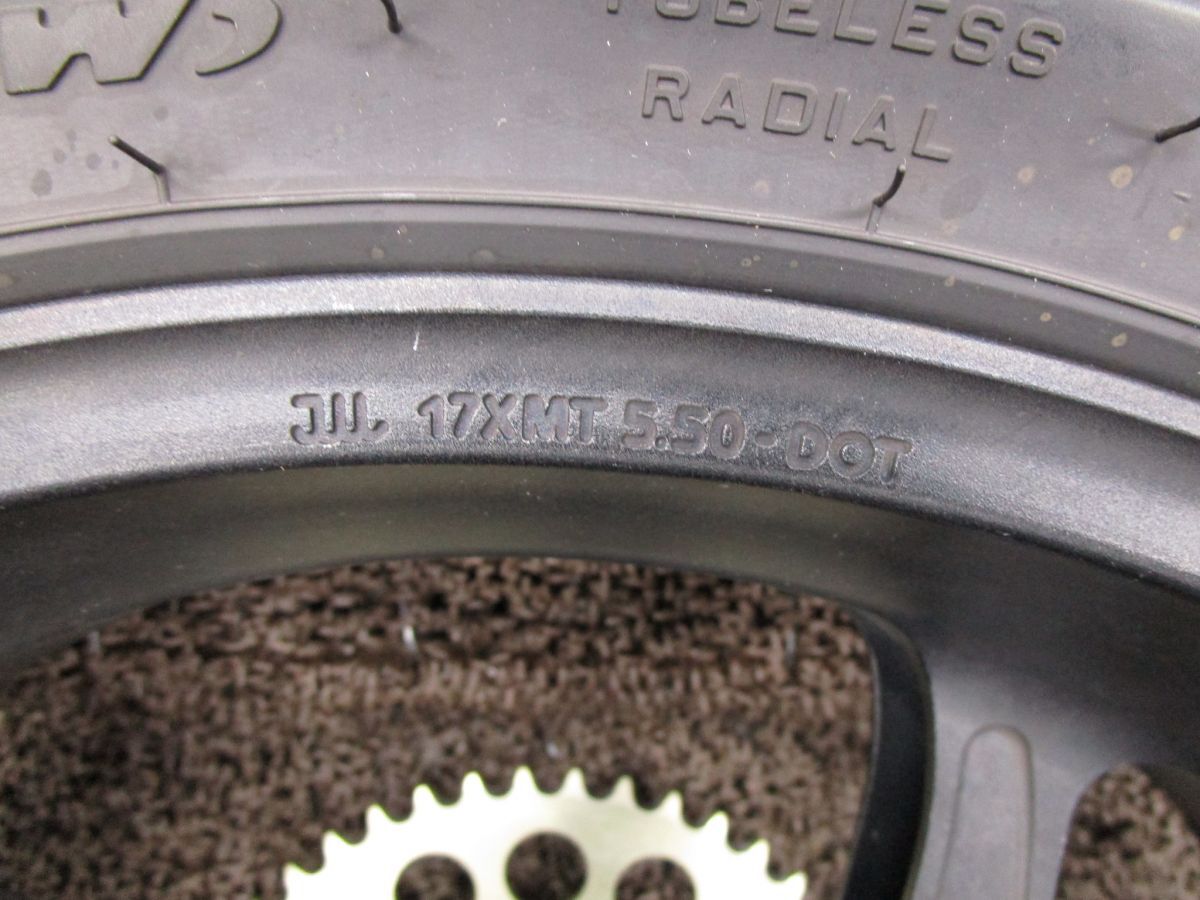 TUBELESS
RADIAL
JWL 17XMT 5.50-DOT